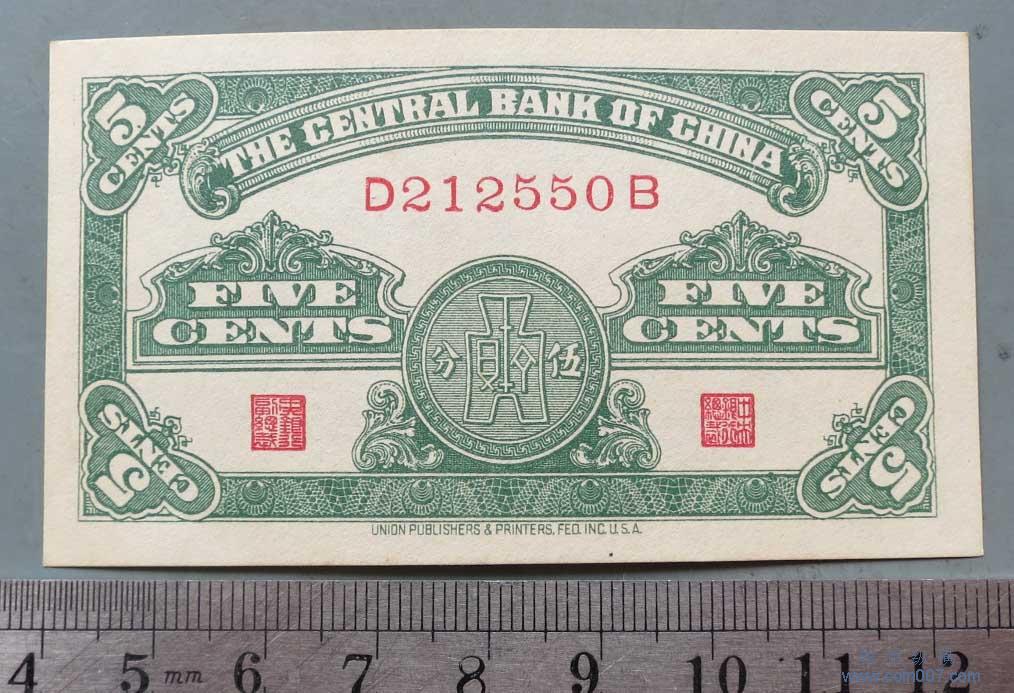 5 CENTS
THE CENTRAL BANK OF CHINA
5 CENTS
D212550B
FIVE CENTS
FIVE CENTS
分 伍
5 CENTS
5 CENTS
UNION PUBLISHERS & PRINTERS, FED. INC. U.S.A.
4 5 mm 6 7 8 9 10 11 12
www.com007.com